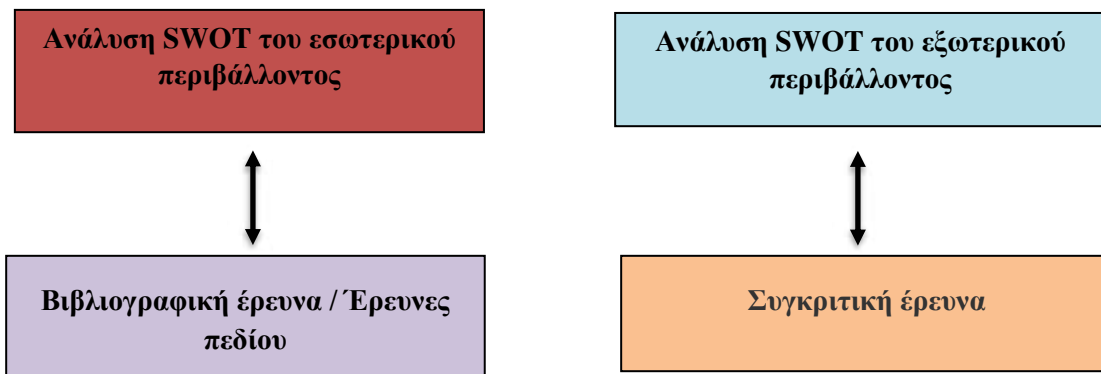 Ανάλυση SWOT του εσωτερικού
περιβάλλοντος
Ανάλυση SWOT του εξωτερικού
περιβάλλοντος
Βιβλιογραφική έρευνα / Έρευνες
πεδίου
Συγκριτική έρευνα